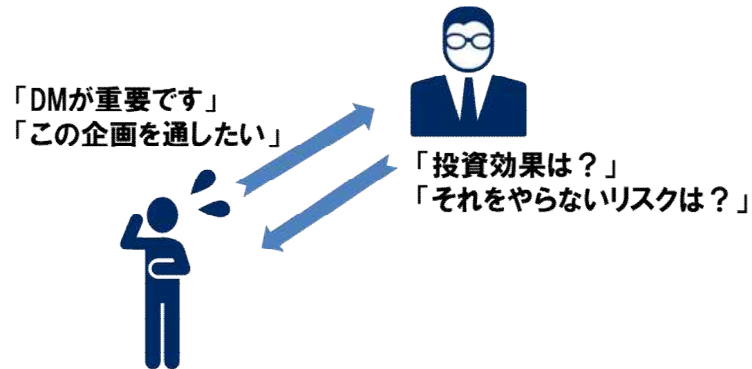 「DMが重要です」
「この企画を通したい」
「投資効果は？」
「それをやらないリスクは？」